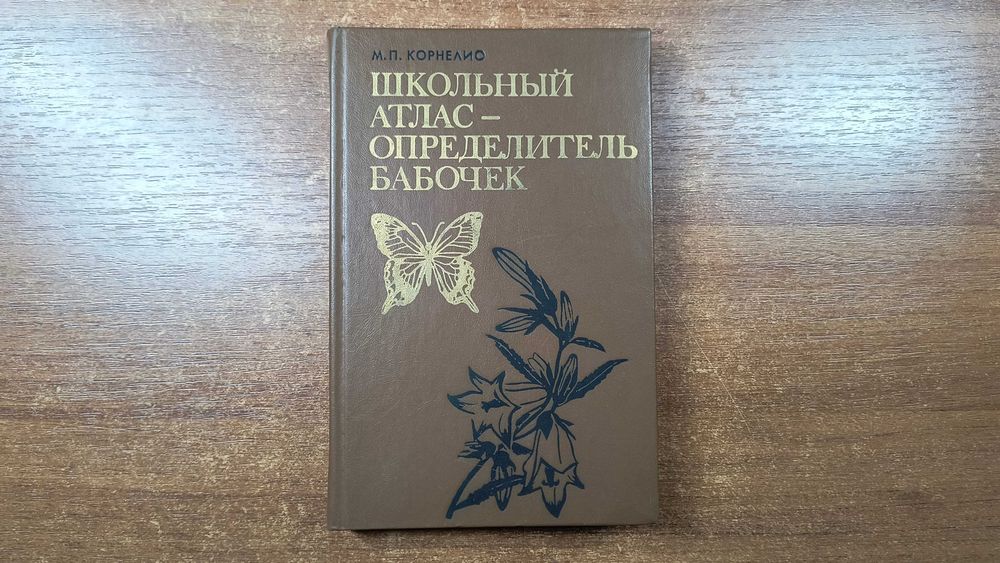 М.П. КОРНЕЛИО
ШКОЛЬНЫЙ
АТЛАС –
ОПРЕДЕЛИТЕЛЬ
БАБОЧЕК